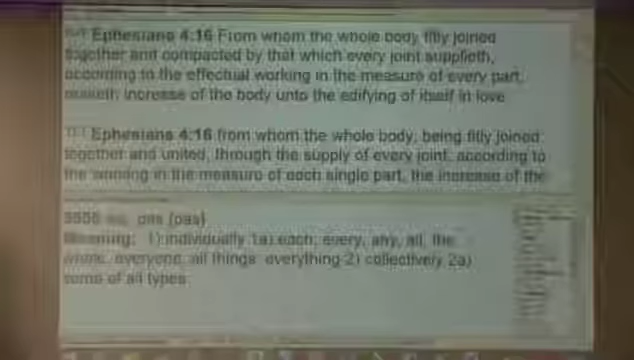 Ephesians 4:16 From whom the whole body fitly joined
together and compacted by that which every joint supplieth,
according to the effectual working in the measure of every part,
maketh increase of the body unto the edifying of itself in love
Ephesians 4:16 from whom the whole body, being fitly joined
together and united, through the supply of every joint, according to
the working in the measure of each single part, the increase of the
pas (pas)
Meaning: 1) individually 1a) each, every, any, all, the
whole, everyone, all things, everything 2) collectively 2a)
some of all types